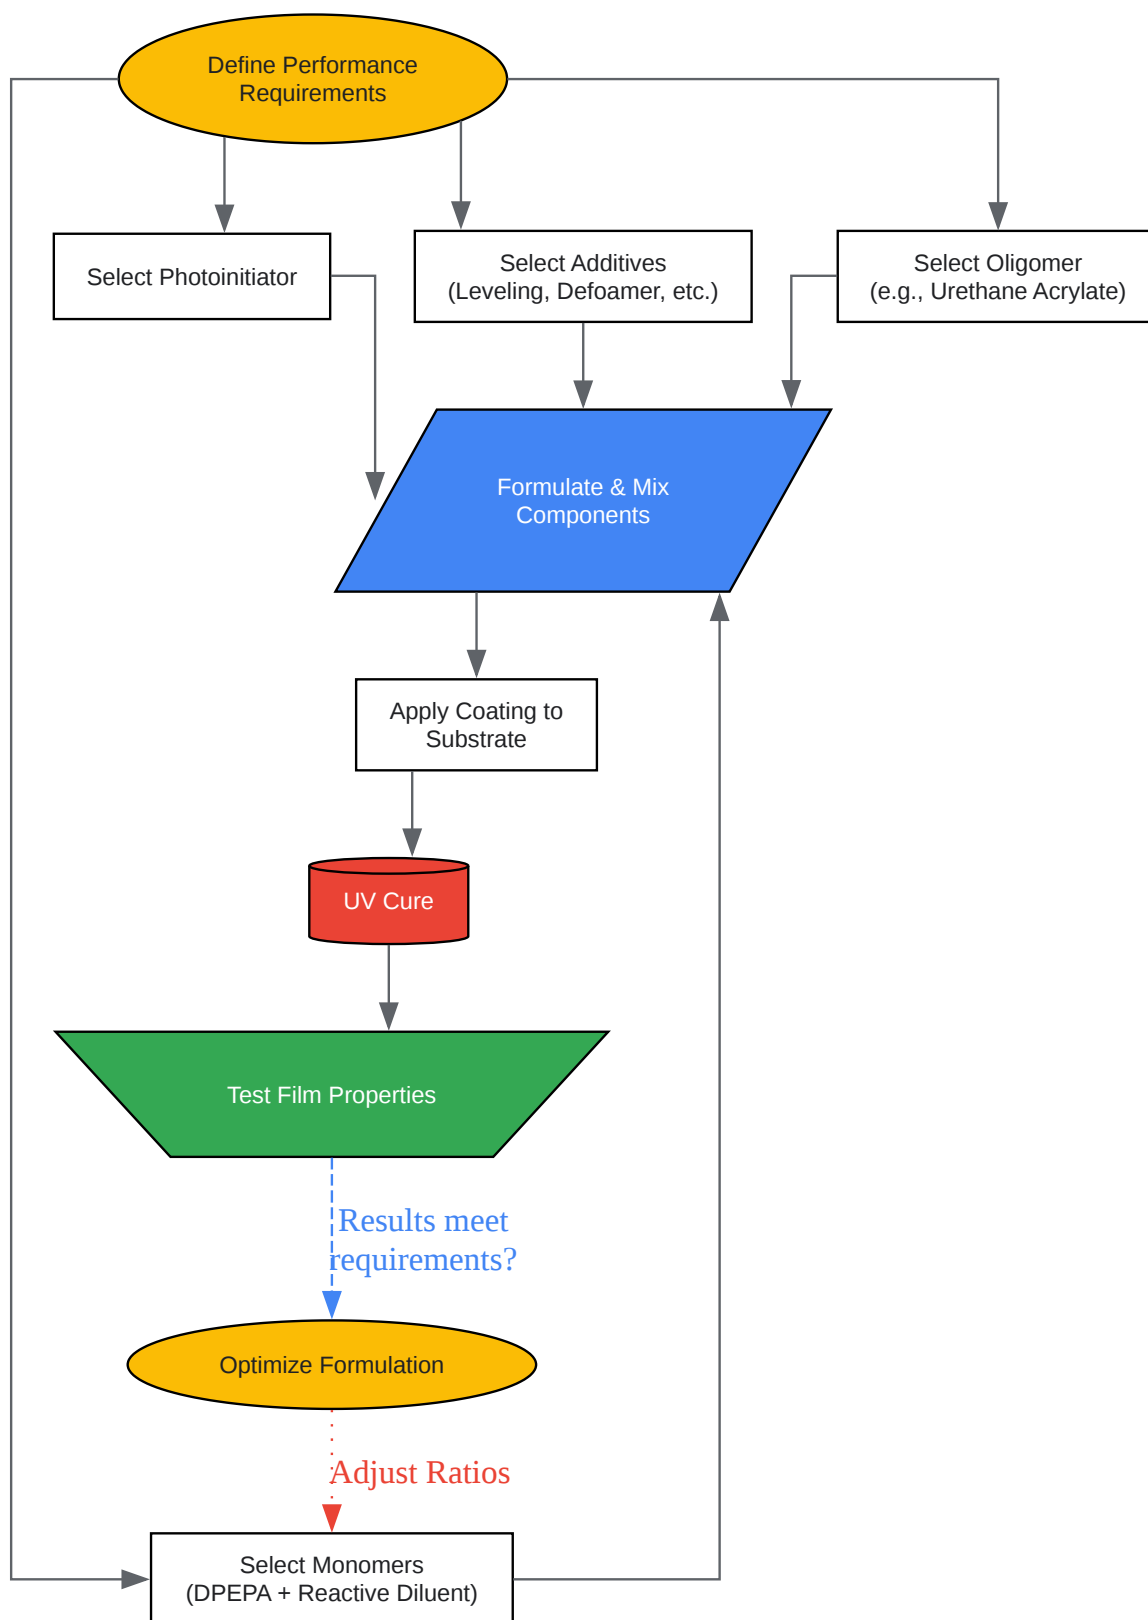 Define Performance
Requirements
Select Photoinitiator
Select Additives
(Leveling, Defoamer, etc.)
Select Oligomer
(e.g., Urethane Acrylate)
Formulate & Mix
Components
Apply Coating to
Substrate
UV Cure
Test Film Properties
Results meet
requirements?
Optimize Formulation
Adjust Ratios
Select Monomers
(DPEPA + Reactive Diluent)